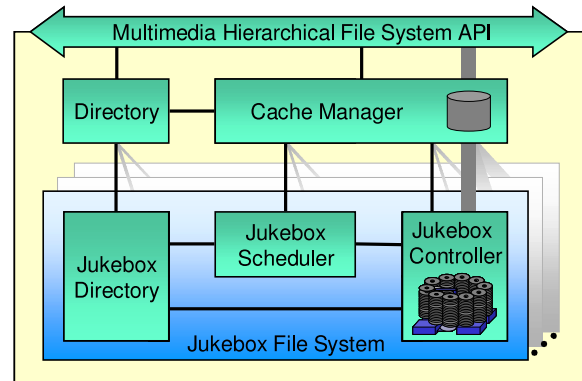 Multimedia Hierarchical File System API
Directory
Cache Manager
Jukebox
Directory
Jukebox
Scheduler
Jukebox
Controller
Jukebox File System